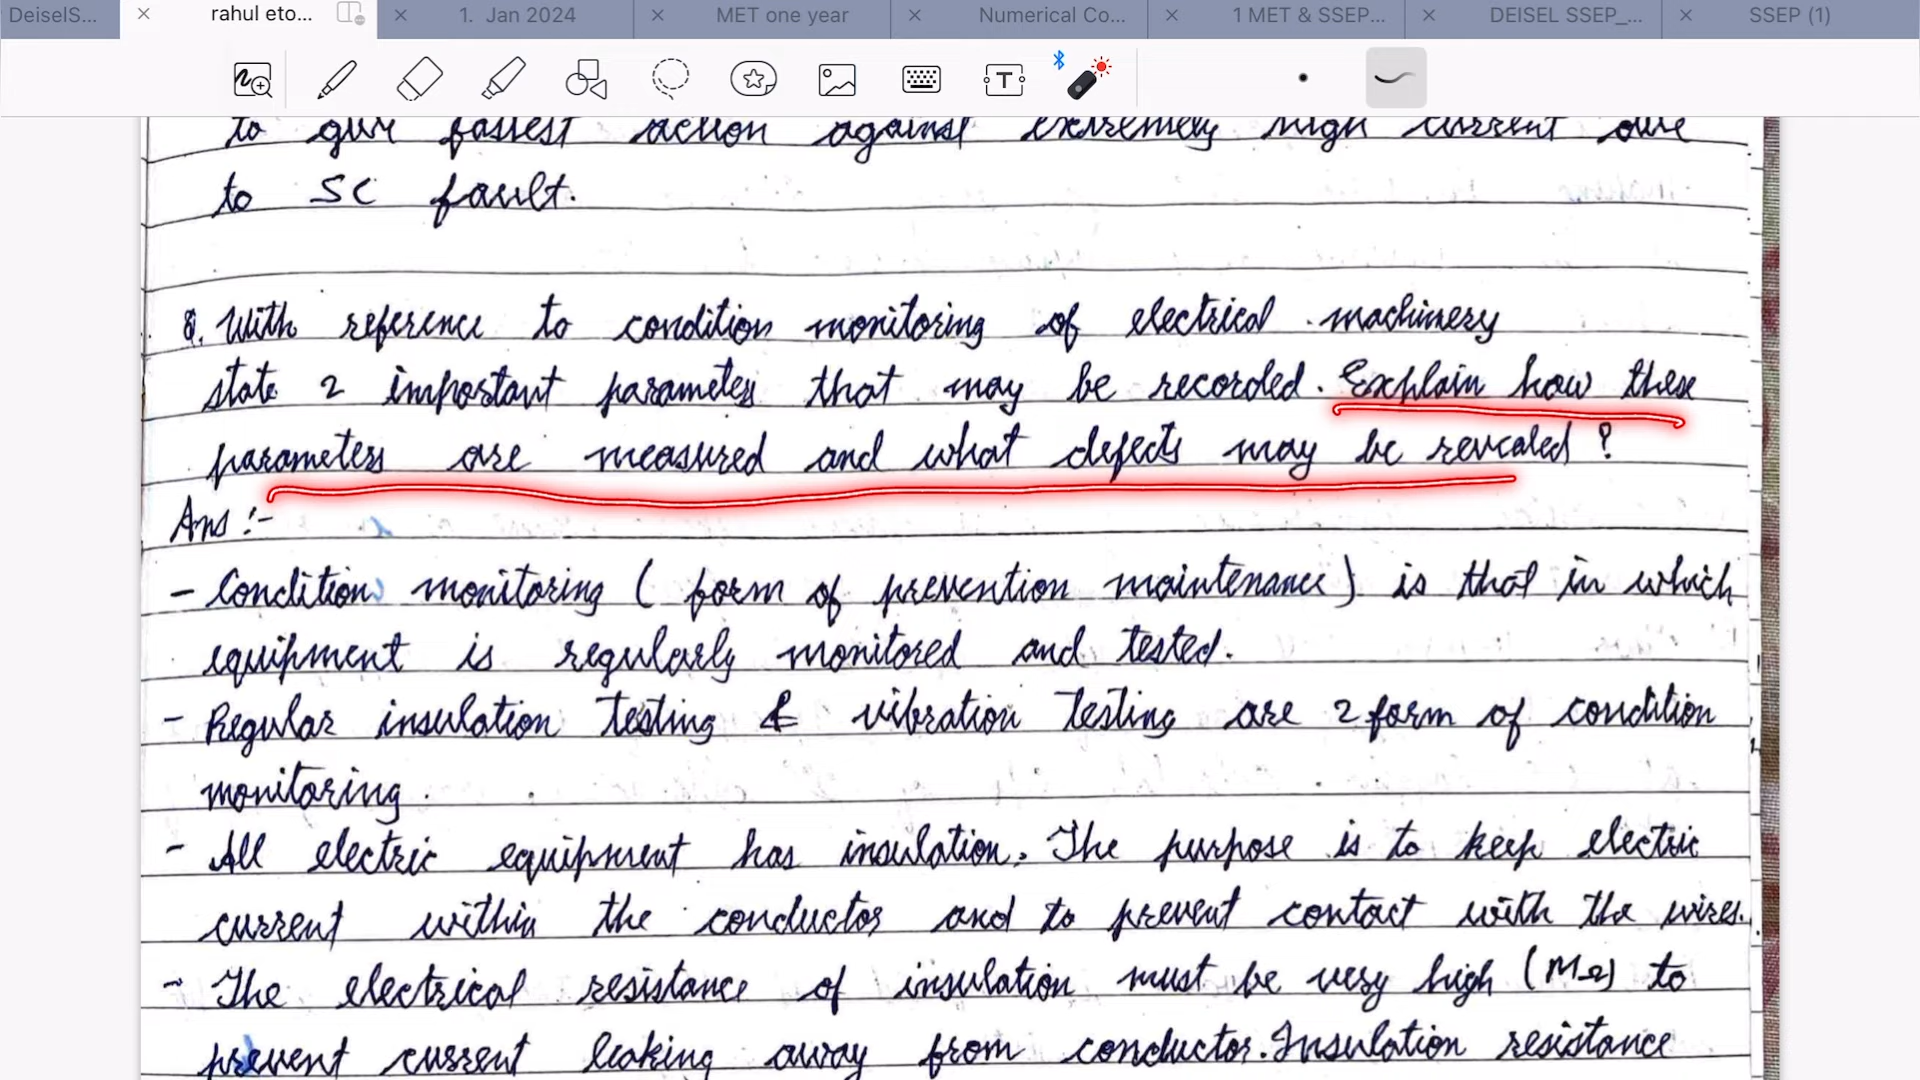 DeiselS...
rahul eto...
1. Jan 2024
MET one year
Numerical Co...
1 MET & SSEP...
DEISEL SSEP_...
SSEP (1)
T
to give fastest action against extremely high current due
to SC fault.
8. With reference to condition monitoring of electrical machinery
state 2 important parameters that may be recorded. Explain how these
parameters are measured and what defects may be revealed?
Ans :-
- Condition monitoring ( form of prevention maintenance) is that in which
equipment is regularly monitored and tested.
- Regular insulation Testing & vibration Testing are 2 form of condition
monitoring.
- All electric equipment has insulation. The purpose is to keep electric
current within the conductor and to prevent contact with the wires.
- The electrical resistance of insulation must be very high (MΩ) to
prevent current leaking away from conductor. Insulation resistance